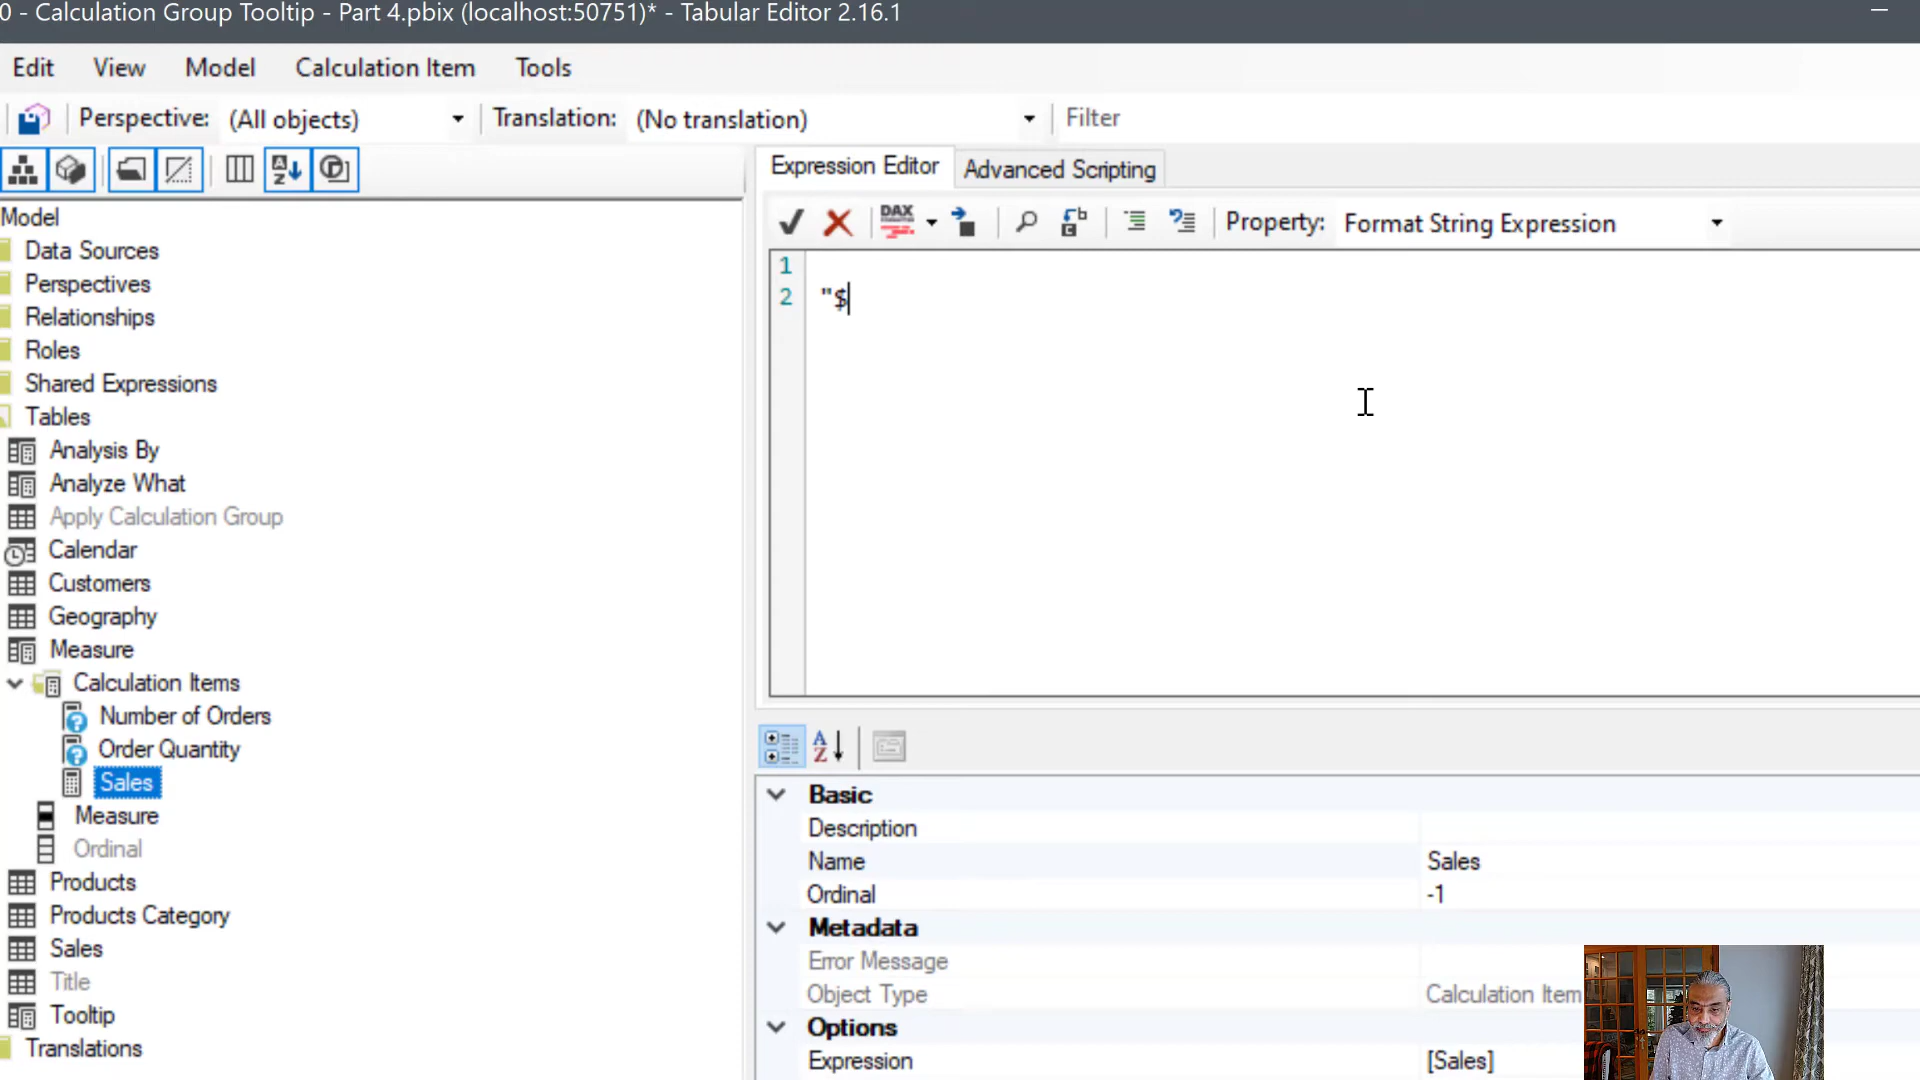 0 - Calculation Group Tooltip - Part 4.pbix (localhost:50751)* - Tabular Editor 2.16.1
Edit View Model Calculation Item Tools
Perspective: (All objects) Translation: (No translation) Filter
Expression Editor Advanced Scripting
DAX Property: Format String Expression
Model
Data Sources
Perspectives
Relationships
Roles
Shared Expressions
Tables
Analysis By
Analyze What
Apply Calculation Group
Calendar
Customers
Geography
Measure
Calculation Items
Number of Orders
Order Quantity
Sales
Measure
Ordinal
Products
Products Category
Sales
Title
Tooltip
Translations
1
2 "$
Basic
Description
Name Sales
Ordinal -1
Metadata
Error Message
Object Type Calculation Item
Options
Expression [Sales]